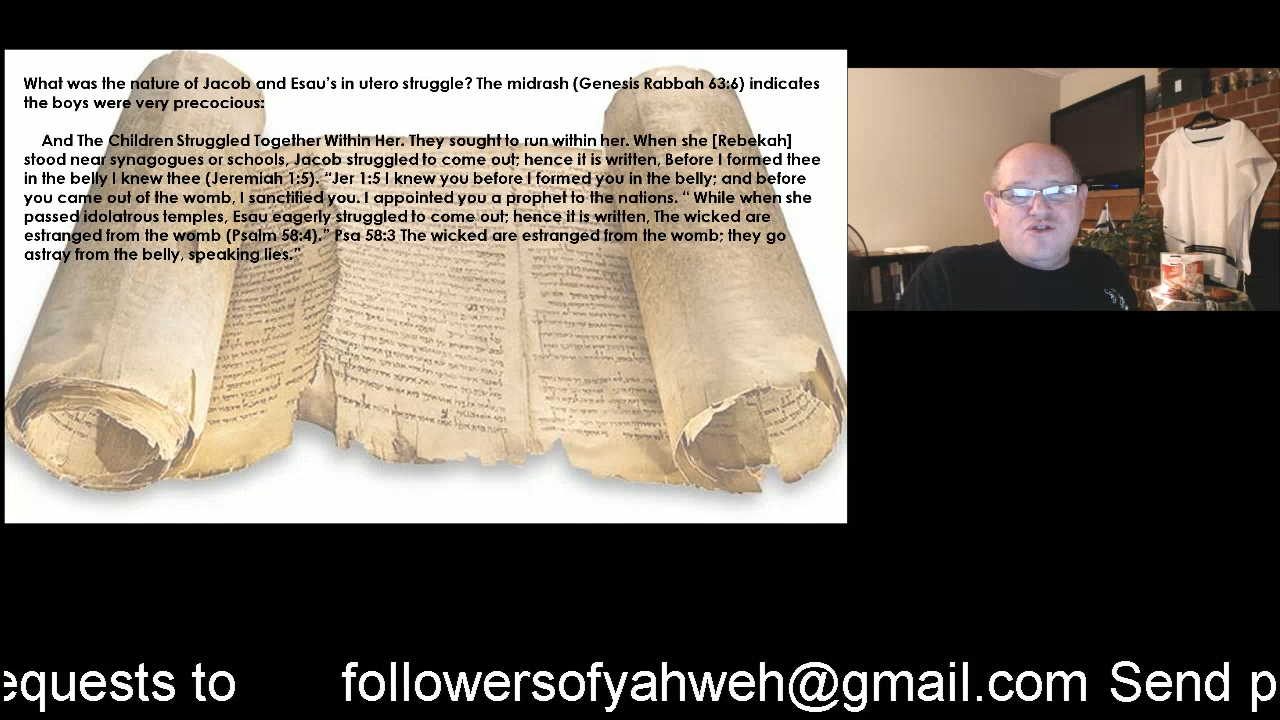 What was the nature of Jacob and Esau's in utero struggle? The midrash (Genesis Rabbah 63:6) indicates
the boys were very precocious:
And The Children Struggled Together Within Her. They sought to run within her. When she [Rebekah]
stood near synagogues or schools, Jacob struggled to come out; hence it is written, Before I formed thee
in the belly I knew thee (Jeremiah 1:5). “Jer 1:5 I knew you before I formed you in the belly; and before
you came out of the womb, I sanctified you. I appointed you a prophet to the nations. “ While when she
passed idolatrous temples, Esau eagerly struggled to come out; hence it is written, The wicked are
estranged from the womb (Psalm 58:4).” Psa 58:3 The wicked are estranged from the womb; they go
astray from the belly, speaking lies.”
equests to followersofyahweh@gmail.com Send p